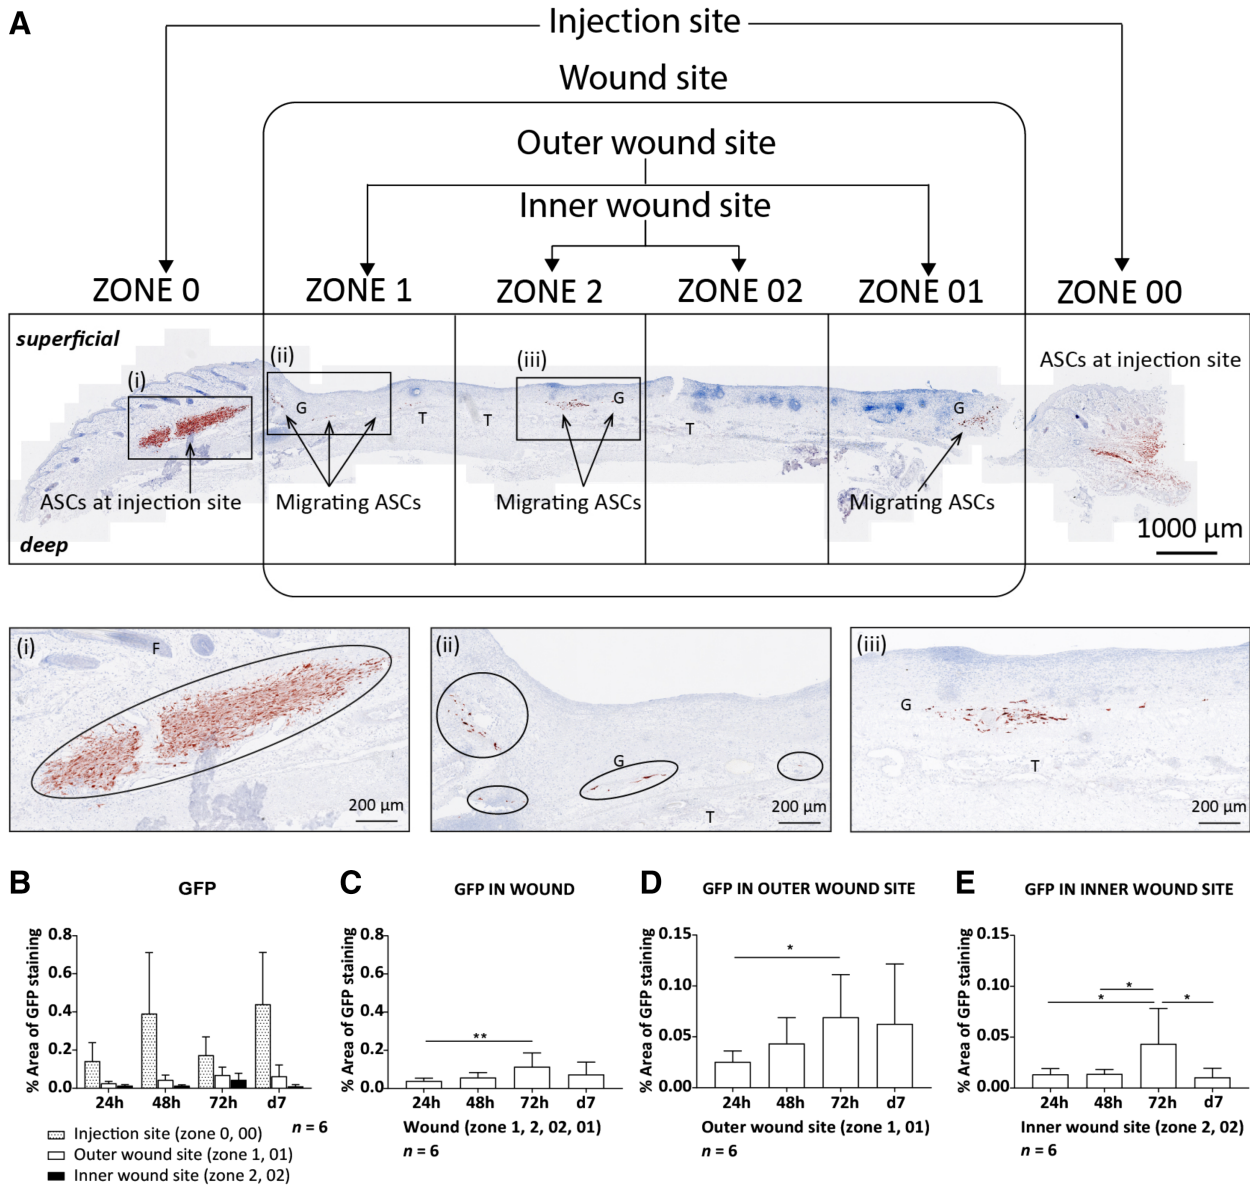 A
Injection site
Wound site
Outer wound site
Inner wound site
ZONE 0
ZONE 1
ZONE 2
ZONE 02
ZONE 01
ZONE 00
superficial
(i)
(ii)
(iii)
ASCs at injection site
G
T
T
G
T
G
ASCs at injection site
Migrating ASCs
Migrating ASCs
Migrating ASCs
deep
1000 μm
(i)
F
200 μm
(ii)
G
T
200 μm
(iii)
G
T
200 μm
B
GFP
% Area of GFP staining
0.8
0.6
0.4
0.2
0.0
24h 48h 72h d7
n = 6
Injection site (zone 0, 00)
Outer wound site (zone 1, 01)
Inner wound site (zone 2, 02)
C
GFP IN WOUND
% Area of GFP staining
0.8
0.6
0.4
0.2
0.0
**
24h 48h 72h d7
Wound (zone 1, 2, 02, 01)
n = 6
D
GFP IN OUTER WOUND SITE
% Area of GFP staining
0.15
0.10
0.05
0.00
*
24h 48h 72h d7
Outer wound site (zone 1, 01)
n = 6
E
GFP IN INNER WOUND SITE
% Area of GFP staining
0.15
0.10
0.05
0.00
*
* *
24h 48h 72h d7
Inner wound site (zone 2, 02)
n = 6